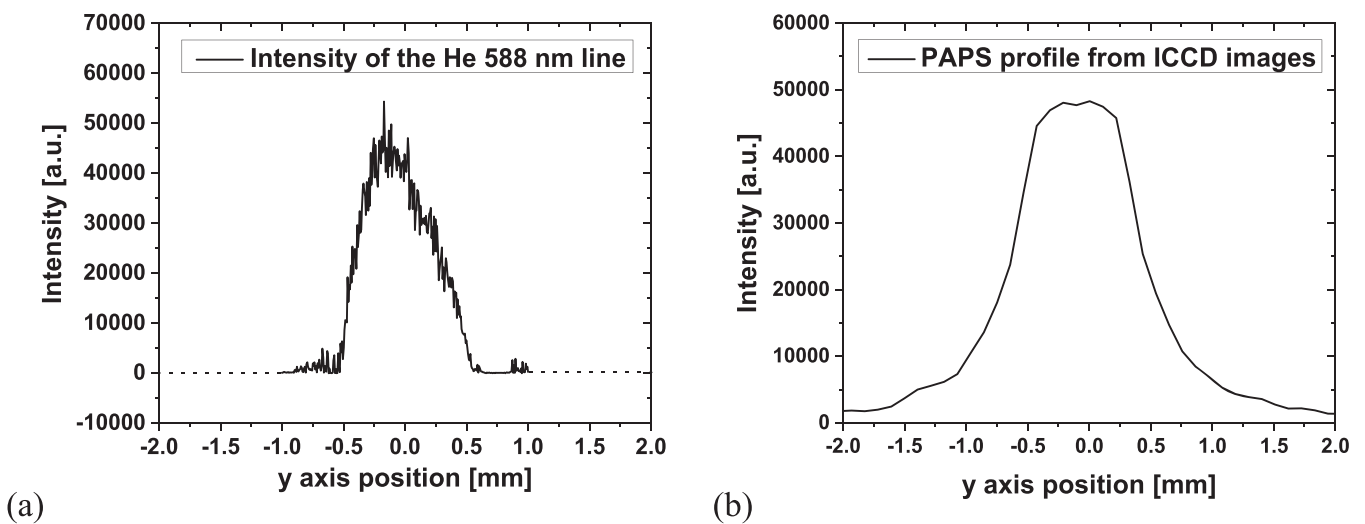 70000
60000
50000
40000
30000
20000
10000
0
-10000
-2.0 -1.5 -1.0 -0.5 0.0 0.5 1.0 1.5 2.0
Intensity [a.u.]
y axis position [mm]
Intensity of the He 588 nm line
(a)
60000
50000
40000
30000
20000
10000
0
-2.0 -1.5 -1.0 -0.5 0.0 0.5 1.0 1.5 2.0
Intensity [a.u.]
y axis position [mm]
PAPS profile from ICCD images
(b)